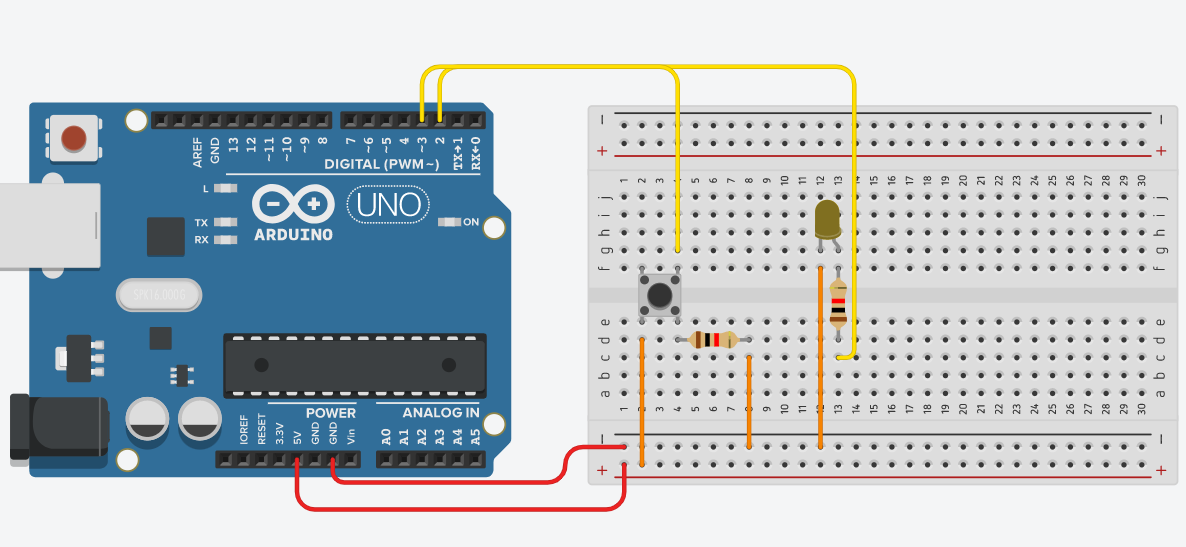 AREF
GND
13
12
~11
~10
~9
8
7
~6
~5
4
~3
2
TX→1
RX←0
DIGITAL (PWM~)
L
TX
RX
UNO
ON
ARDUINO
SPK16.000G
POWER
ANALOG IN
IOREF
RESET
3.3V
5V
GND
GND
Vin
A0
A1
A2
A3
A4
A5
− −
+ +
1 2 3 4 5 6 7 8 9 10 11 12 13 14 15 16 17 18 19 20 21 22 23 24 25 26 27 28 29 30
j j
i i
h h
g g
f f
e e
d d
c c
b b
a a
1 2 3 4 5 6 7 8 9 10 11 12 13 14 15 16 17 18 19 20 21 22 23 24 25 26 27 28 29 30
− −
+ +